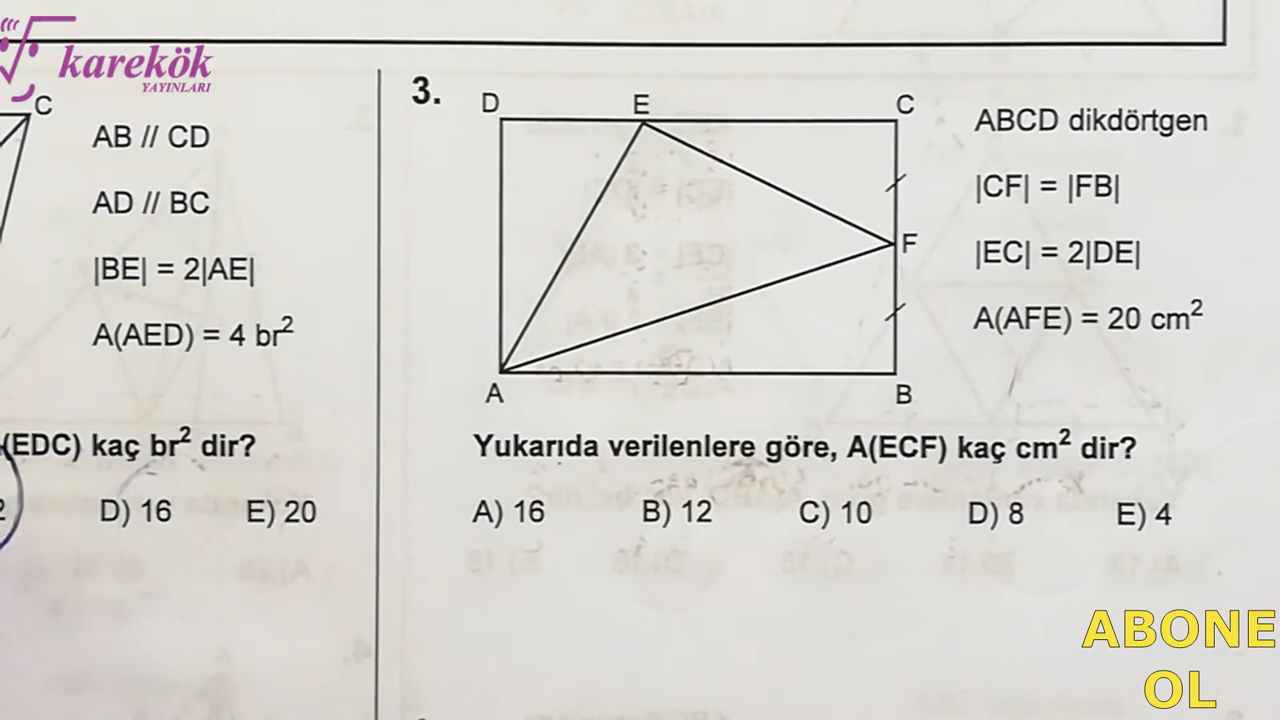 karekök
YAYINLARI
C
AB // CD
AD // BC
|BE| = 2|AE|
A(AED) = 4 br²
(EDC) kaç br² dir?
D) 16 E) 20
3.
D E C
F
A B
ABCD dikdörtgen
|CF| = |FB|
|EC| = 2|DE|
A(AFE) = 20 cm²
Yukarıda verilenlere göre, A(ECF) kaç cm² dir?
A) 16 B) 12 C) 10 D) 8 E) 4
ABONE
OL